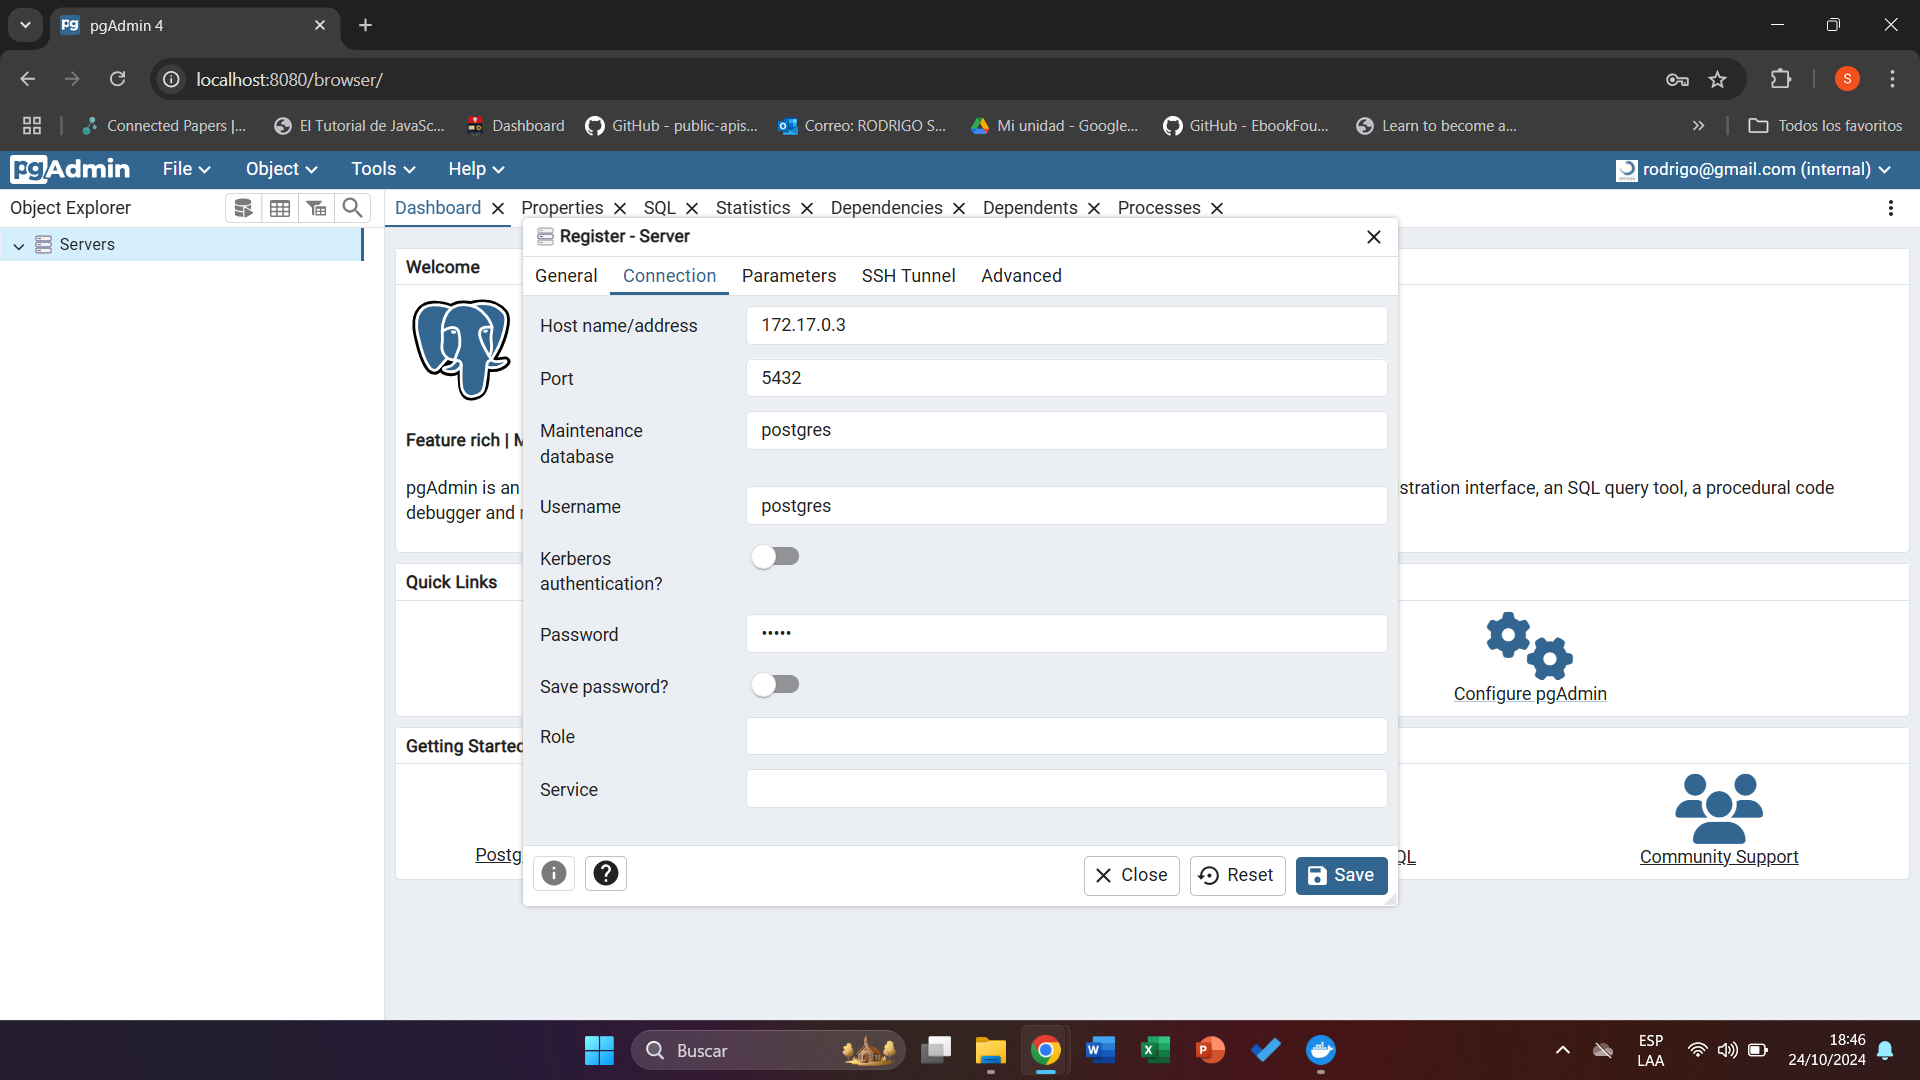 pgAdmin 4
localhost:8080/browser/
Connected Papers |...
El Tutorial de JavaSc...
Dashboard
GitHub - public-apis...
Correo: RODRIGO S...
Mi unidad - Google...
GitHub - EbookFou...
Learn to become a...
Todos los favoritos
pgAdmin
File
Object
Tools
Help
rodrigo@gmail.com (internal)
Object Explorer
Dashboard
Properties
SQL
Statistics
Dependencies
Dependents
Processes
Servers
Welcome
Feature rich | M
pgAdmin is an
debugger and
stration interface, an SQL query tool, a procedural code
Quick Links
Configure pgAdmin
Getting Started
Postg
QL
Community Support
Register - Server
General
Connection
Parameters
SSH Tunnel
Advanced
Host name/address
172.17.0.3
Port
5432
Maintenance
database
postgres
Username
postgres
Kerberos
authentication?
Password
•••••
Save password?
Role
Service
Close
Reset
Save
Buscar
ESP
LAA
18:46
24/10/2024